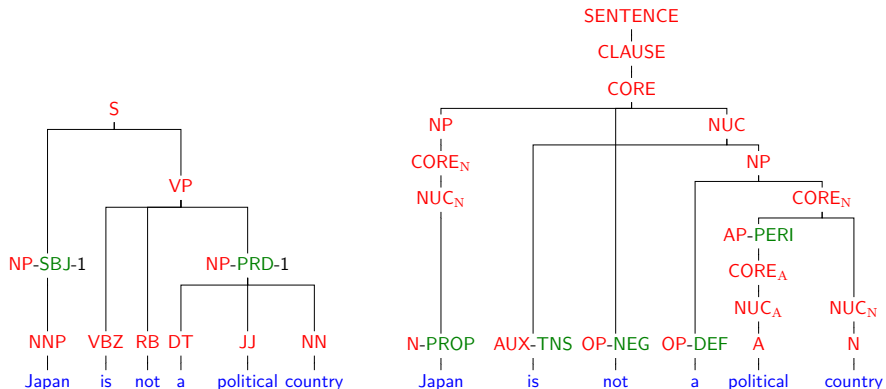 SENTENCE
CLAUSE
CORE
S
NP NUC
VP
CORE_N NP
NUC_N CORE_N
NP-SBJ-1 NP-PRD-1 AP-PERI
CORE_A
NUC_A NUC_N
NNP VBZ RB DT JJ NN N-PROP AUX-TNS OP-NEG OP-DEF A N
Japan is not a political country Japan is not a political country